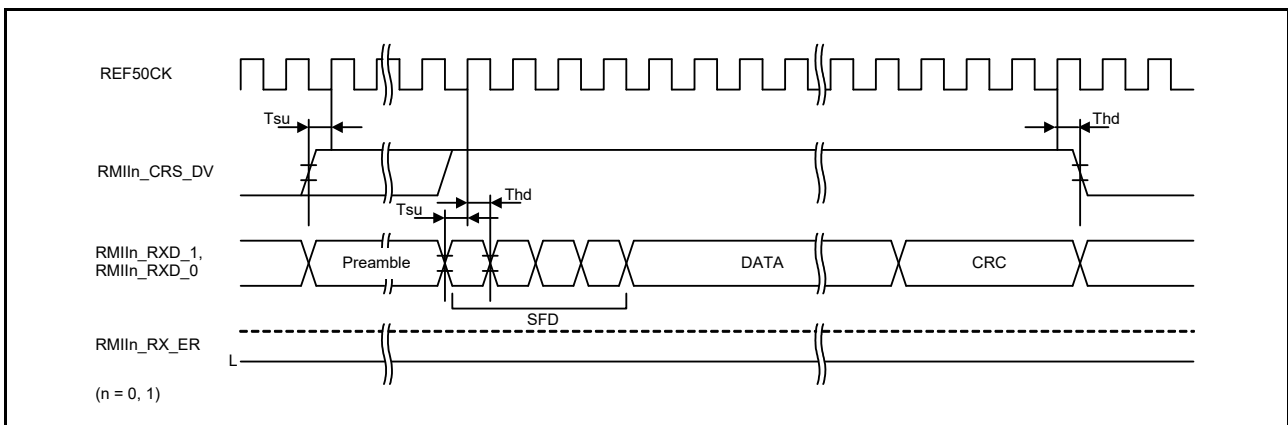 REF50CK
Tsu
Thd
RMIIn_CRS_DV
Thd
Tsu
RMIIn_RXD_1,
RMIIn_RXD_0
Preamble
DATA
CRC
SFD
RMIIn_RX_ER
L
(n = 0, 1)